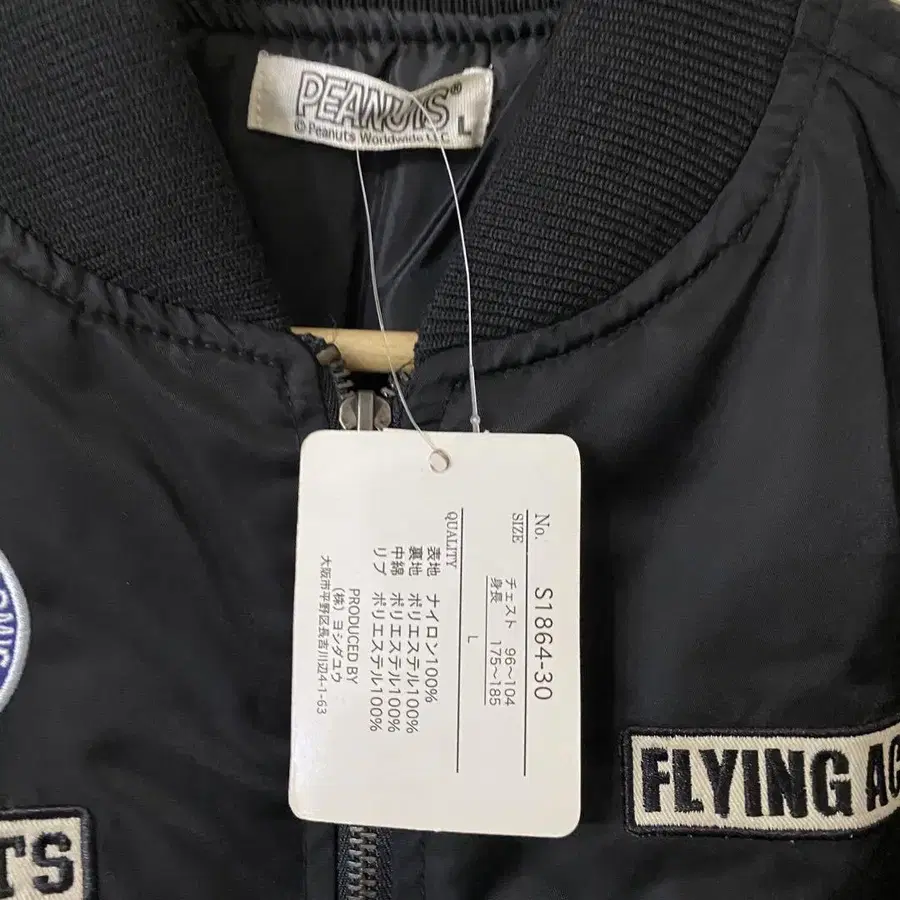 PEANUTS®
© Peanuts Worldwide LLC
L
No. S1864-30
SIZE
チェスト 96~104
身長 175~185
L
QUALITY
表地 ナイロン100%
裏地 ポリエステル100%
中綿 ポリエステル100%
リブ ポリエステル100%
PRODUCED BY
(株)ヨシダユウ
大阪市平野区長吉川辺4-1-63
FLYING AC
TS